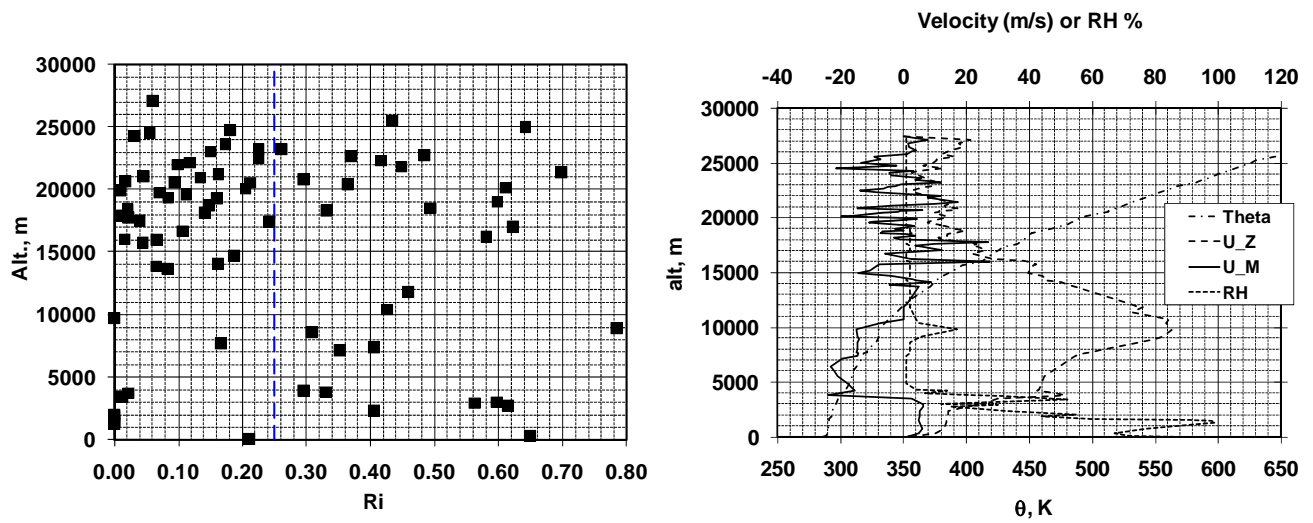 Velocity (m/s) or RH %
-40 -20 0 20 40 60 80 100 120
30000
25000
20000
15000
10000
5000
0
Alt., m
0.00 0.10 0.20 0.30 0.40 0.50 0.60 0.70 0.80
Ri
30000
25000
20000
15000
10000
5000
0
alt, m
Theta
U_Z
U_M
RH
250 300 350 400 450 500 550 600 650
θ, K